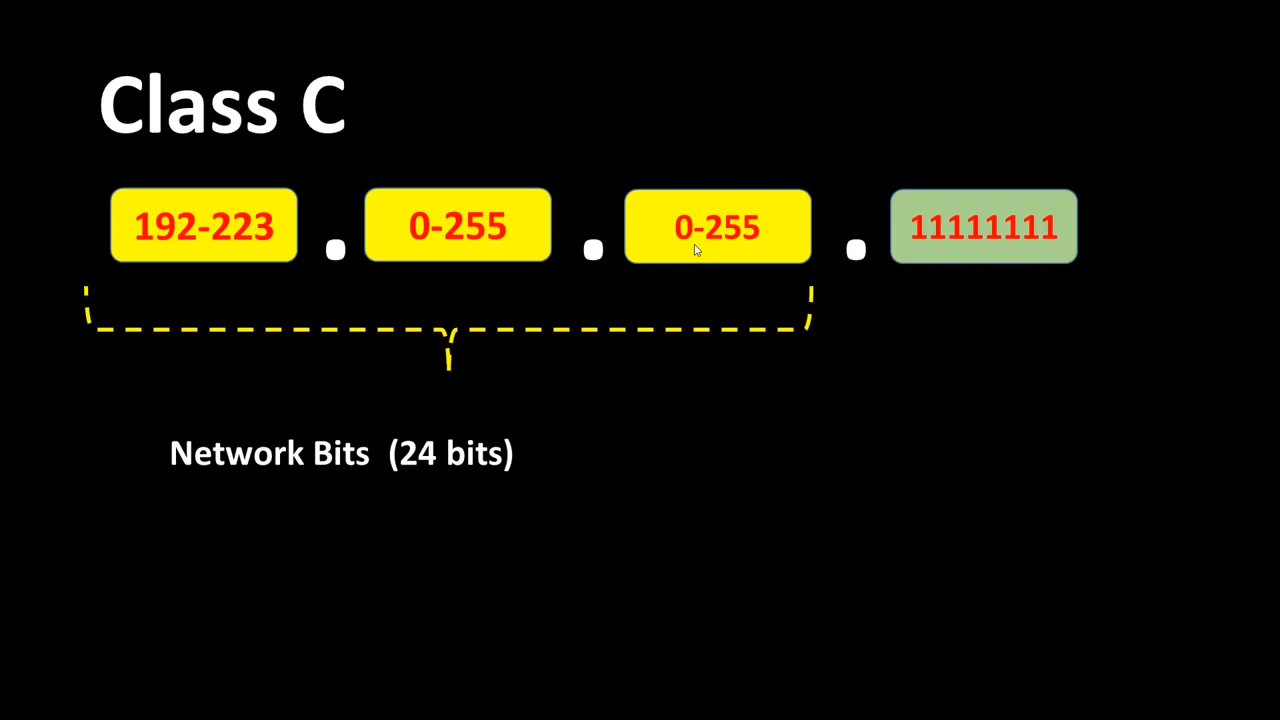 Class C
192-223 . 0-255 . 0-255 . 11111111
Network Bits (24 bits)